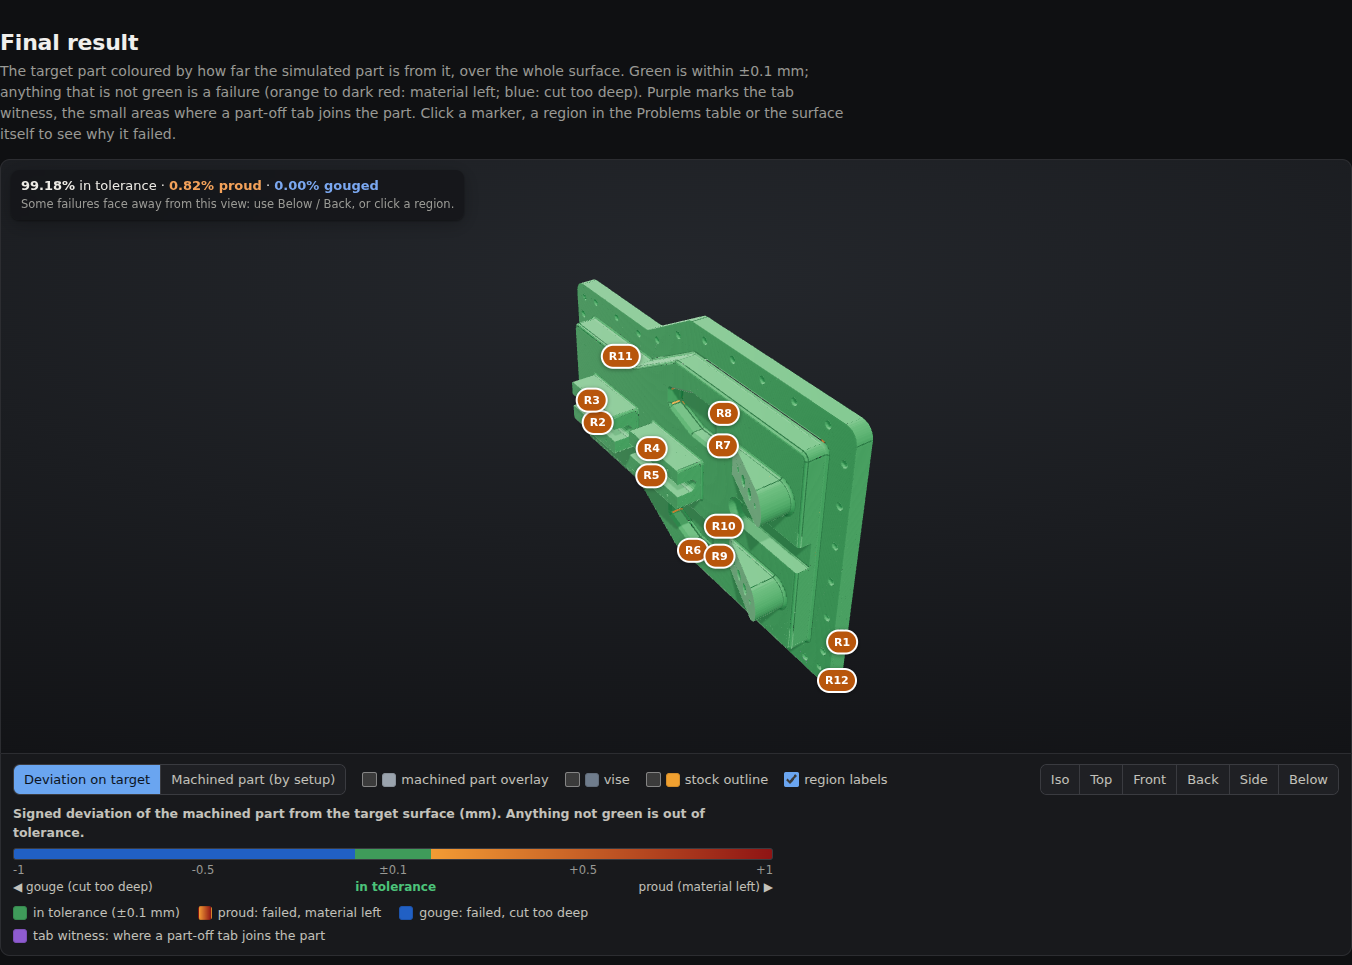 Final result
The target part coloured by how far the simulated part is from it, over the whole surface. Green is within ±0.1 mm;
anything that is not green is a failure (orange to dark red: material left; blue: cut too deep). Purple marks the tab
witness, the small areas where a part-off tab joins the part. Click a marker, a region in the Problems table or the surface
itself to see why it failed.
99.18% in tolerance · 0.82% proud · 0.00% gouged
Some failures face away from this view: use Below / Back, or click a region.
R11
R3
R8
R2
R4
R7
R5
R10
R6
R9
R1
R12
Deviation on target
Machined part (by setup)
machined part overlay
vise
stock outline
region labels
Iso
Top
Front
Back
Side
Below
Signed deviation of the machined part from the target surface (mm). Anything not green is out of
tolerance.
-1
-0.5
±0.1
+0.5
+1
◀ gouge (cut too deep)
in tolerance
proud (material left) ▶
in tolerance (±0.1 mm)
proud: failed, material left
gouge: failed, cut too deep
tab witness: where a part-off tab joins the part